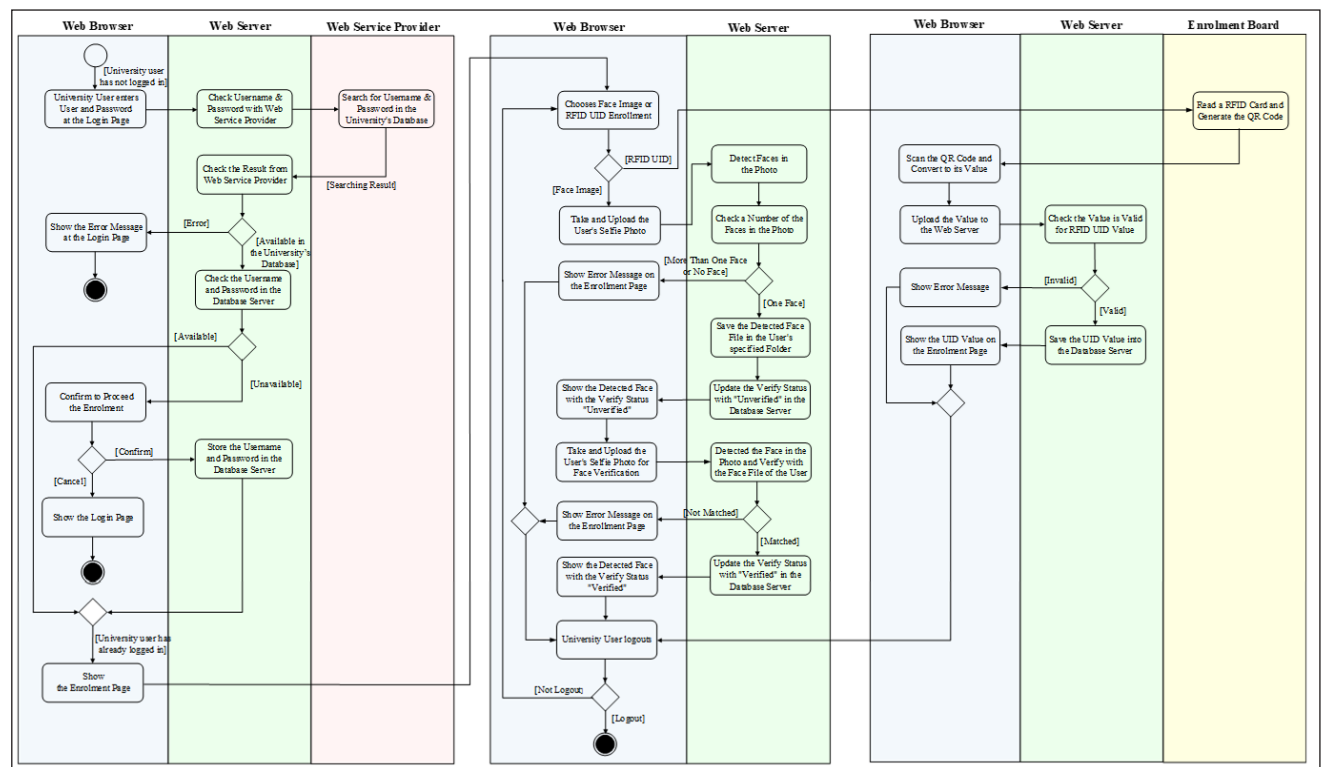 Web Browser
Web Server
Web Service Provider
[University user
has not logged in]
University User enters
User and Password
at the Login Page
Check Username &
Password with Web
Service Provider
Search for Username &
Password in the
University's Database
Check the Result from
Web Service Provider
[Searching Result]
[Error]
Show the Error Message
at the Login Page
[Available in
the University's
Database]
Check the Username
and Password in the
Database Server
[Available]
[Unavailable]
Confirm to Proceed
the Enrolment
[Confirm]
Store the Username
and Password in the
Database Server
[Cancel]
Show the Login Page
[University user has
already logged in]
Show
the Enrolment Page
Web Browser
Web Server
Chooses Face Image or
RFID UID Enrollment
[RFID UID]
[Face Image]
Detect Faces in
the Photo
Take and Upload the
User's Selfie Photo
Check a Number of the
Faces in the Photo
[More Than One Face
or No Face]
Show Error Message on
the Enrollment Page
[One Face]
Save the Detected Face
File in the User's
specified Folder
Show the Detected Face
with the Verify Status
"Unverified"
Update the Verify Status
with "Unverified" in the
Database Server
Take and Upload the
User's Selfie Photo for
Face Verification
Detected the Face in the
Photo and Verify with
the Face File of the User
Show Error Message on
the Enrollment Page
[Not Matched]
[Matched]
Show the Detected Face
with the Verify Status
"Verified"
Update the Verify Status
with "Verified" in the
Database Server
University User logouts
[Not Logout]
[Logout]
Web Browser
Web Server
Enrolment Board
Read a RFID Card and
Generate the QR Code
Scan the QR Code and
Convert to its Value
Upload the Value to
the Web Server
Check the Value is Valid
for RFID UID Value
Show Error Message
[Invalid]
[Valid]
Show the UID Value on
the Enrolment Page
Save the UID Value into
the Database Server